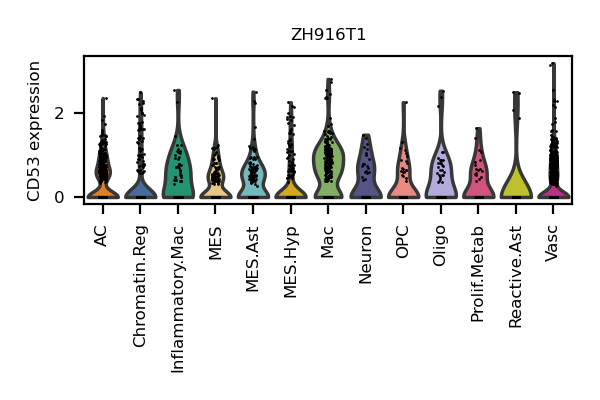 ZH916T1
CD53 expression
2
0
AC
Chromatin.Reg
Inflammatory.Mac
MES
MES.Ast
MES.Hyp
Mac
Neuron
OPC
Oligo
Prolif.Metab
Reactive.Ast
Vasc